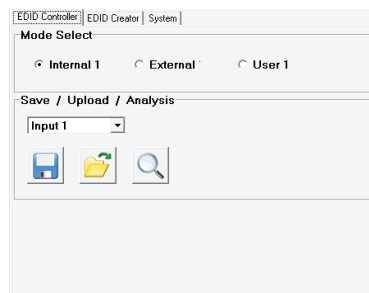 EDID Controller EDID Creator System
Mode Select
Internal 1 External User 1
Save / Upload / Analysis
Input 1